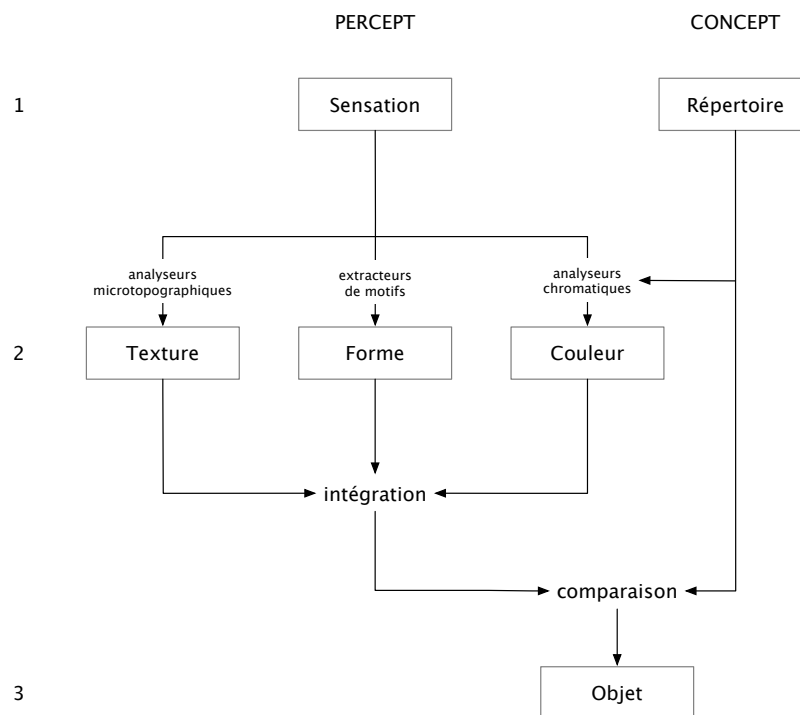 PERCEPT CONCEPT
1 Sensation Répertoire
analyseurs
microtopographiques
extracteurs
de motifs
analyseurs
chromatiques
2 Texture Forme Couleur
intégration
comparaison
3 Objet